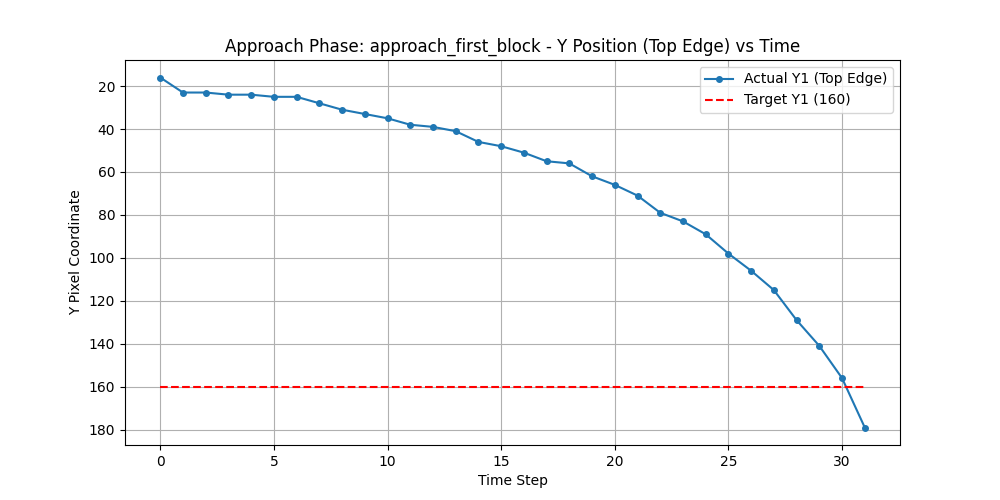 Approach Phase: approach_first_block - Y Position (Top Edge) vs Time
Actual Y1 (Top Edge)
Target Y1 (160)
Y Pixel Coordinate
20
40
60
80
100
120
140
160
180
0 5 10 15 20 25 30
Time Step